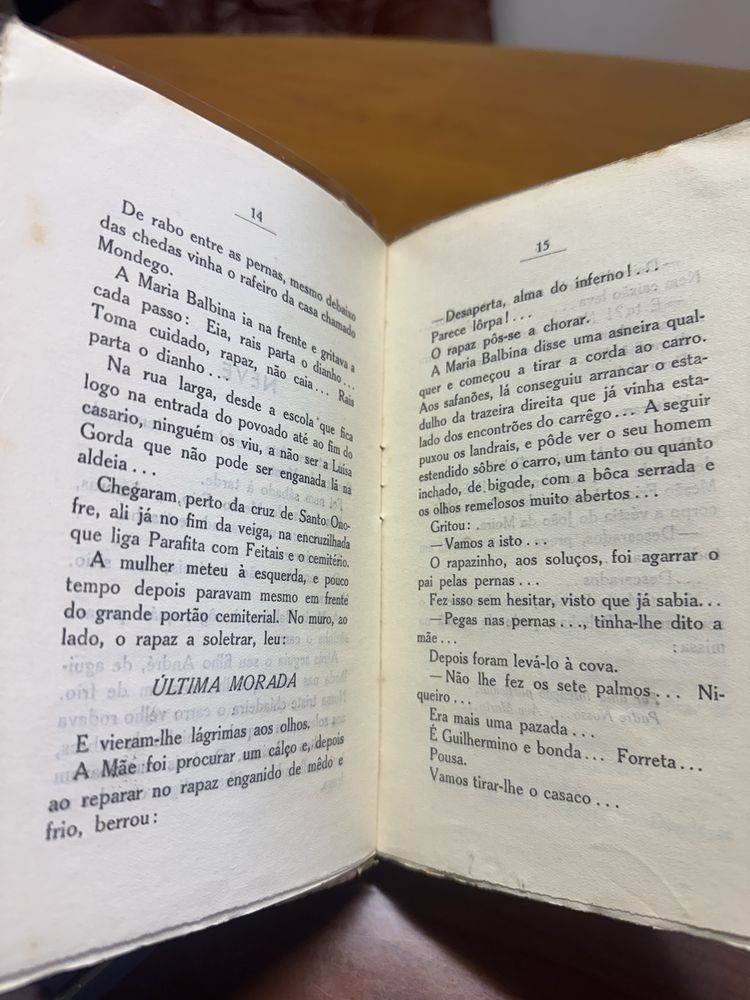 14
De rabo entre as pernas, mesmo debaixo
das chedas vinha o rafeiro da casa chamado
Mondego.
A Maria Balbina ia na frente e gritava a
cada passo: Eia, rais parta o dianho...
Toma cuidado, rapaz, não caia... Rais
parta o dianho...
Na rua larga, desde a escola que fica
logo na entrada do povoado até ao fim do
casario, ninguém os viu, a não ser a Luísa
Gorda que não pode ser enganada lá na
aldeia...
Chegaram, perto da cruz de Santo Ono-
fre, ali já no fim da veiga, na encruzilhada
que liga Parafita com Feitais e o cemitério.
A mulher meteu à esquerda, e pouco
tempo depois paravam mesmo em frente
do grande portão cemiterial. No muro, ao
lado, o rapaz a soletrar, leu:
ÚLTIMA MORADA
E vieram-lhe lágrimas aos olhos.
A Mãe foi procurar um calço e, depois
ao reparar no rapaz enganido de mêdo e
frio, berrou:
15
—Desaperta, alma do inferno!...
Parece lôrpa!...
O rapaz pôs-se a chorar.
A Maria Balbina disse uma asneira qual-
quer e começou a tirar a corda ao carro.
Aos safanões, lá conseguiu arrancar o esta-
dulho da trazeira direita que já vinha esta-
lado dos encontrões do carrêgo... A seguir
puxou os landrais, e pôde ver o seu homem
estendido sôbre o carro, um tanto ou quanto
inchado, de bigode, com a bôca serrada e
os olhos remelosos muito abertos...
Gritou:
—Vamos a isto...
O rapazinho, aos soluços, foi agarrar o
pai pelas pernas...
Fez isso sem hesitar, visto que já sabia...
—Pegas nas pernas..., tinha-lhe dito a
mãe...
Depois foram levá-lo à cova.
—Não lhe fez os sete palmos... Ni-
queiro...
Era mais uma pazada...
É Guilhermino e bonda... Forreta...
Pousa.
Vamos tirar-lhe o casaco...